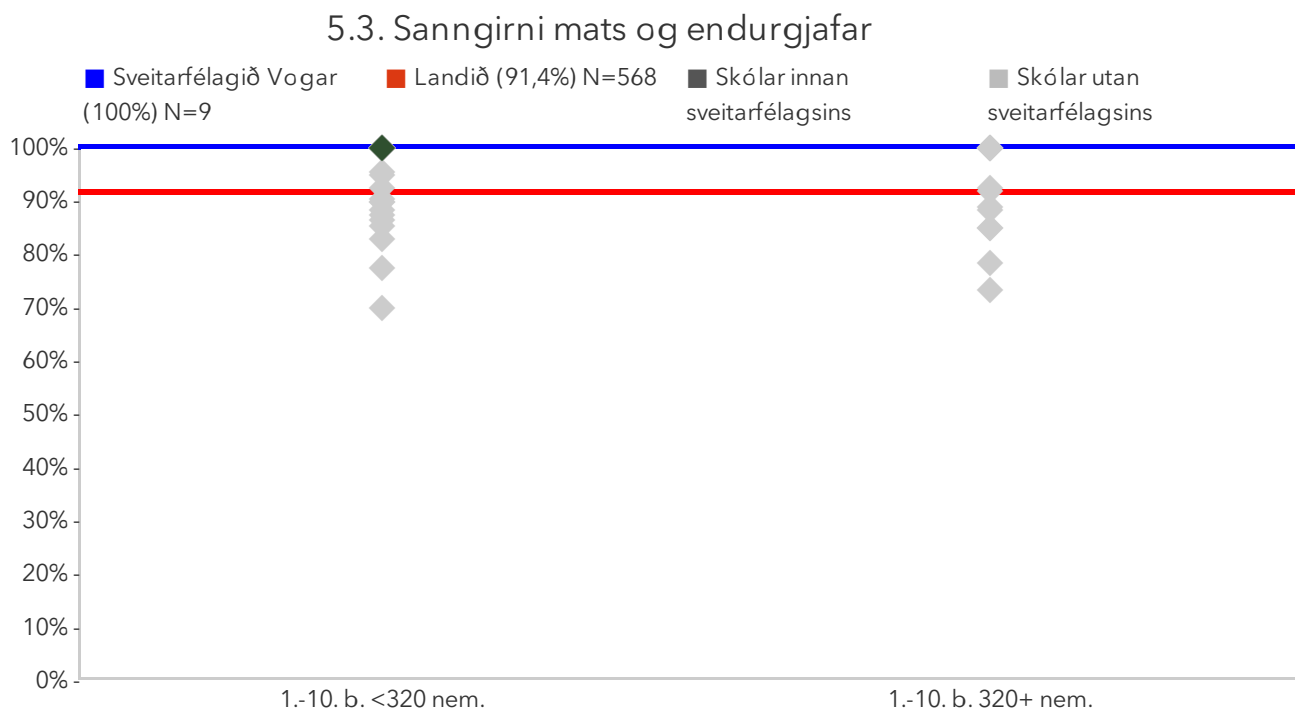 5.3. Sanngirni mats og endurgjafar
Sveitarfélagið Vogar
(100%) N=9
Landið (91,4%) N=568
Skólar innan
sveitarfélagsins
Skólar utan
sveitarfélagsins
100%
90%
80%
70%
60%
50%
40%
30%
20%
10%
0%
1.-10. b. <320 nem.
1.-10. b. 320+ nem.